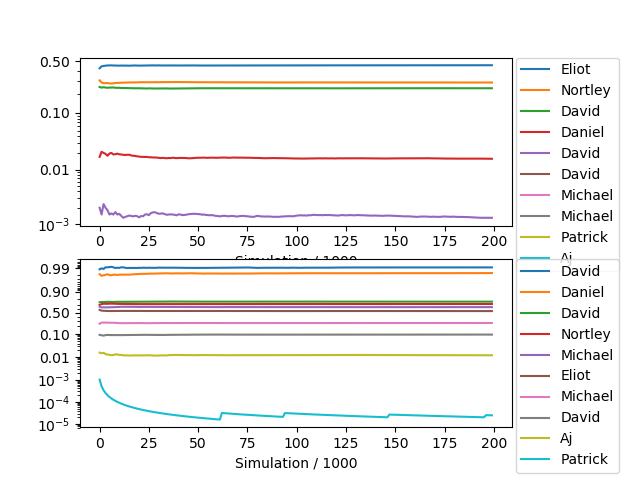 0.50
0.10
0.01
10⁻³
0
25
50
75
100
125
150
175
200
Eliot
Nortley
David
Daniel
David
David
Michael
Michael
Patrick
0.99
0.90
0.50
0.10
0.01
10⁻³
10⁻⁴
10⁻⁵
0
25
50
75
100
125
150
175
200
Simulation / 1000
David
Daniel
David
Nortley
Michael
Eliot
Michael
David
Aj
Patrick